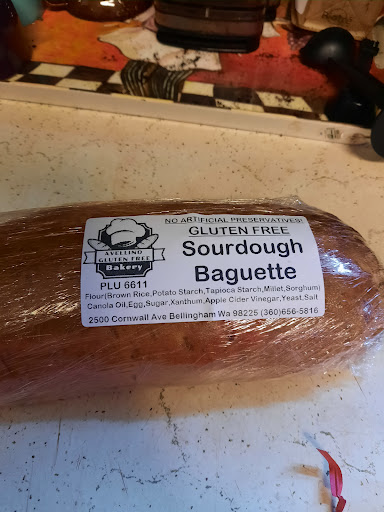 NO ARTIFICIAL PRESERVATIVES!
GLUTEN FREE
Sourdough
Baguette
AVELLINO
GLUTEN FREE
Bakery
PLU 6611
Flour(Brown Rice,Potato Starch,Tapioca Starch,Millet,Sorghum)
Canola Oil,Egg,Sugar,Xanthum,Apple Cider Vinegar,Yeast,Salt
2500 Cornwall Ave Bellingham Wa 98225 (360)656-5816